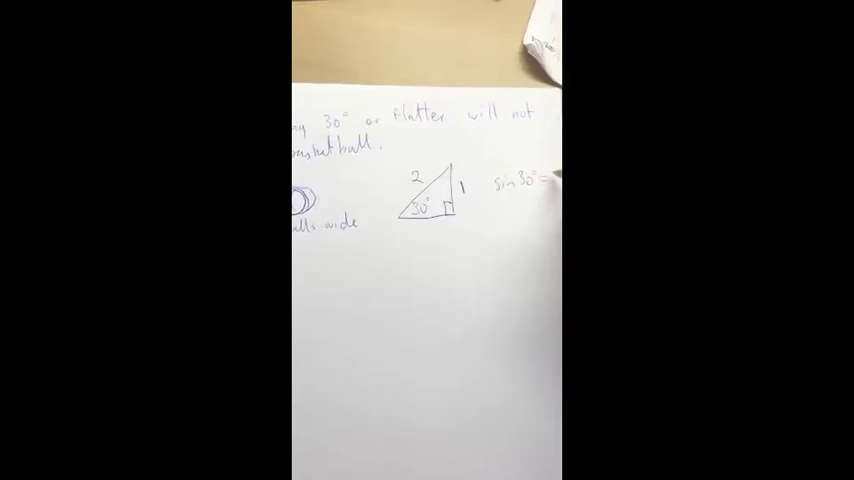 30° or flatter will not
basketball.
2
1
30°
sin 30° =
alls wide